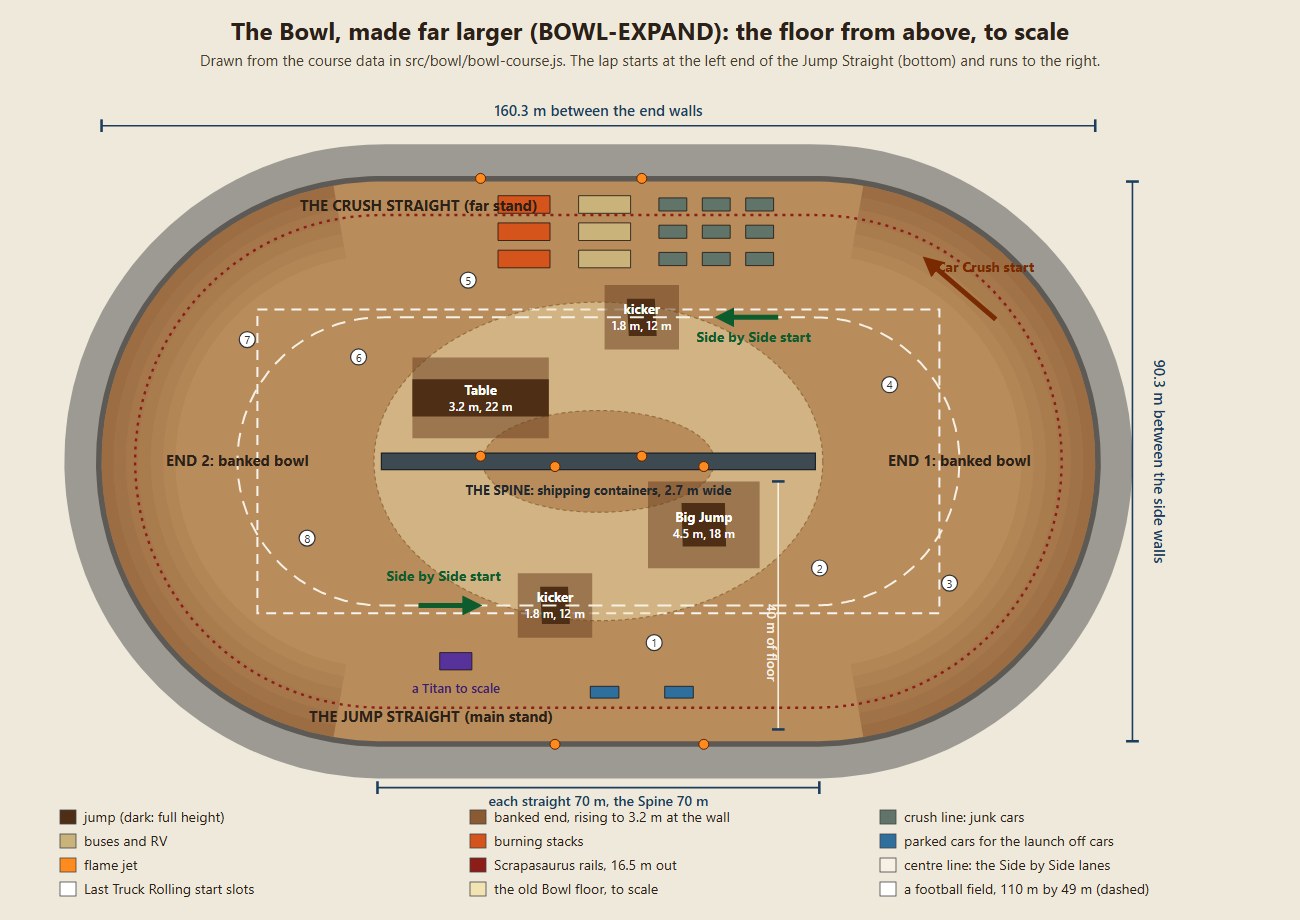 The Bowl, made far larger (BOWL-EXPAND): the floor from above, to scale
Drawn from the course data in src/bowl/bowl-course.js. The lap starts at the left end of the Jump Straight (bottom) and runs to the right.
160.3 m between the end walls
THE CRUSH STRAIGHT (far stand)
Car Crush start
5
kicker
1.8 m, 12 m
Side by Side start
7
6
4
Table
3.2 m, 22 m
90.3 m between the side walls
END 2: banked bowl
END 1: banked bowl
THE SPINE: shipping containers, 2.7 m wide
Big Jump
4.5 m, 18 m
8
2
3
Side by Side start
kicker
1.8 m, 12 m
40 m of floor
1
a Titan to scale
THE JUMP STRAIGHT (main stand)
each straight 70 m, the Spine 70 m
jump (dark: full height)
banked end, rising to 3.2 m at the wall
crush line: junk cars
buses and RV
burning stacks
parked cars for the launch off cars
flame jet
Scrapasaurus rails, 16.5 m out
centre line: the Side by Side lanes
Last Truck Rolling start slots
the old Bowl floor, to scale
a football field, 110 m by 49 m (dashed)